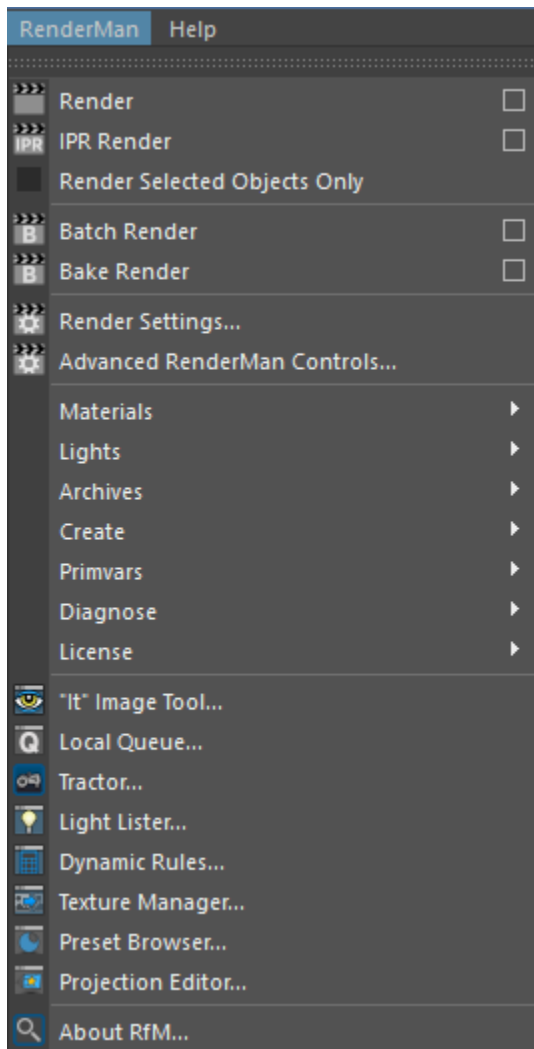 RenderMan Help
Render
IPR IPR Render
Render Selected Objects Only
B Batch Render
B Bake Render
Render Settings...
Advanced RenderMan Controls...
Materials
Lights
Archives
Create
Primvars
Diagnose
License
"It" Image Tool...
Q Local Queue...
Tractor...
Light Lister...
Dynamic Rules...
Texture Manager...
Preset Browser...
Projection Editor...
About RfM...